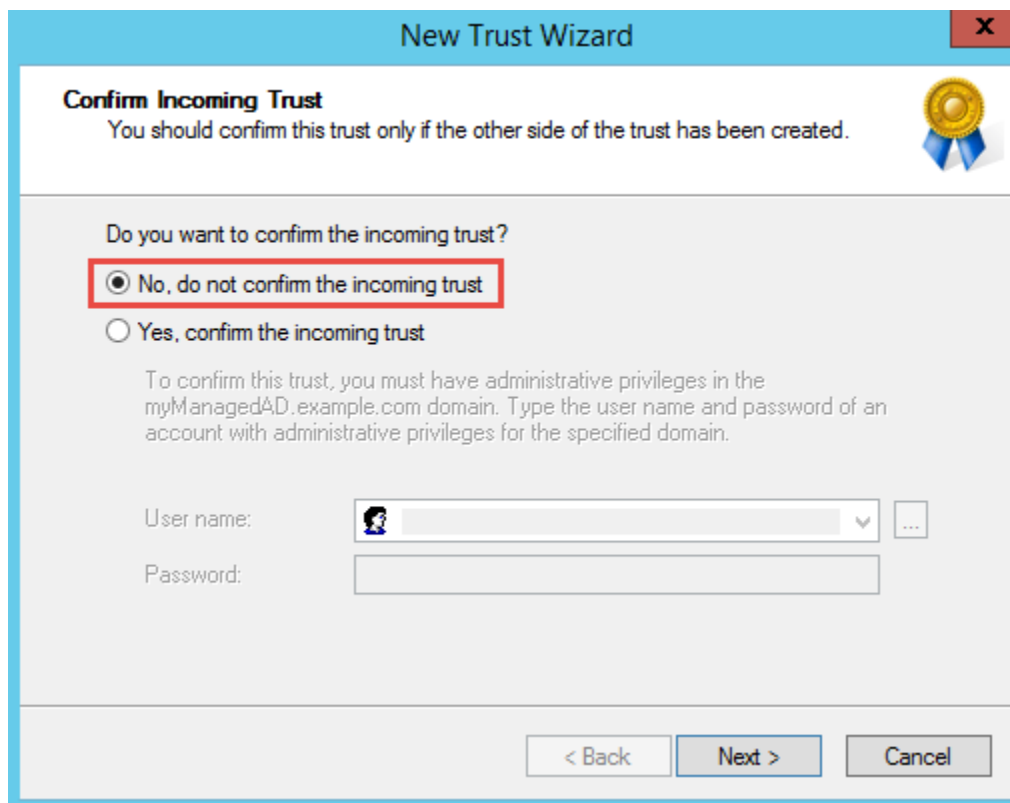 New Trust Wizard
x
Confirm Incoming Trust
You should confirm this trust only if the other side of the trust has been created.
Do you want to confirm the incoming trust?
No, do not confirm the incoming trust
Yes, confirm the incoming trust
To confirm this trust, you must have administrative privileges in the
myManagedAD.example.com domain. Type the user name and password of an
account with administrative privileges for the specified domain.
User name:
...
Password:
< Back
Next >
Cancel